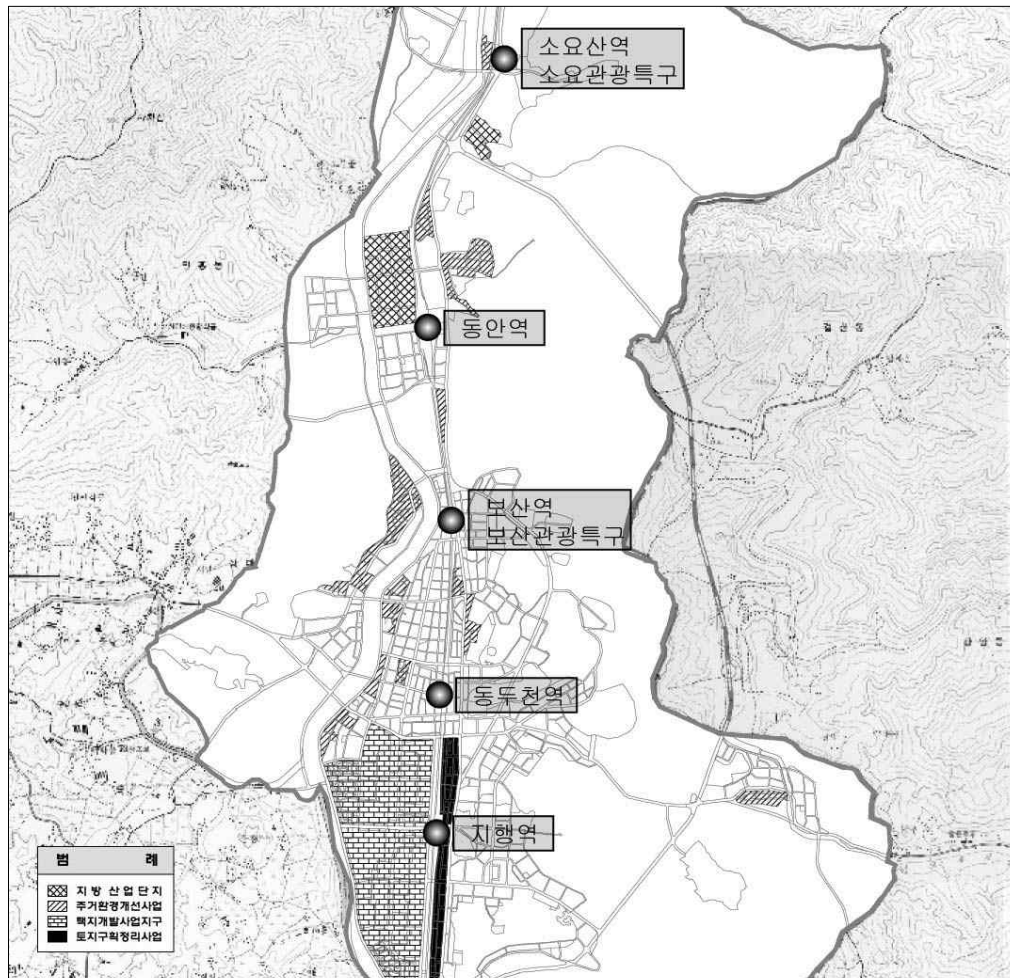 소요산역
소요관광특구
동안역
보산역
보산관광특구
동두천역
지행역
범 례
지방 산업단지
주거환경개선사업
택지개발사업지구
토지구획정리사업